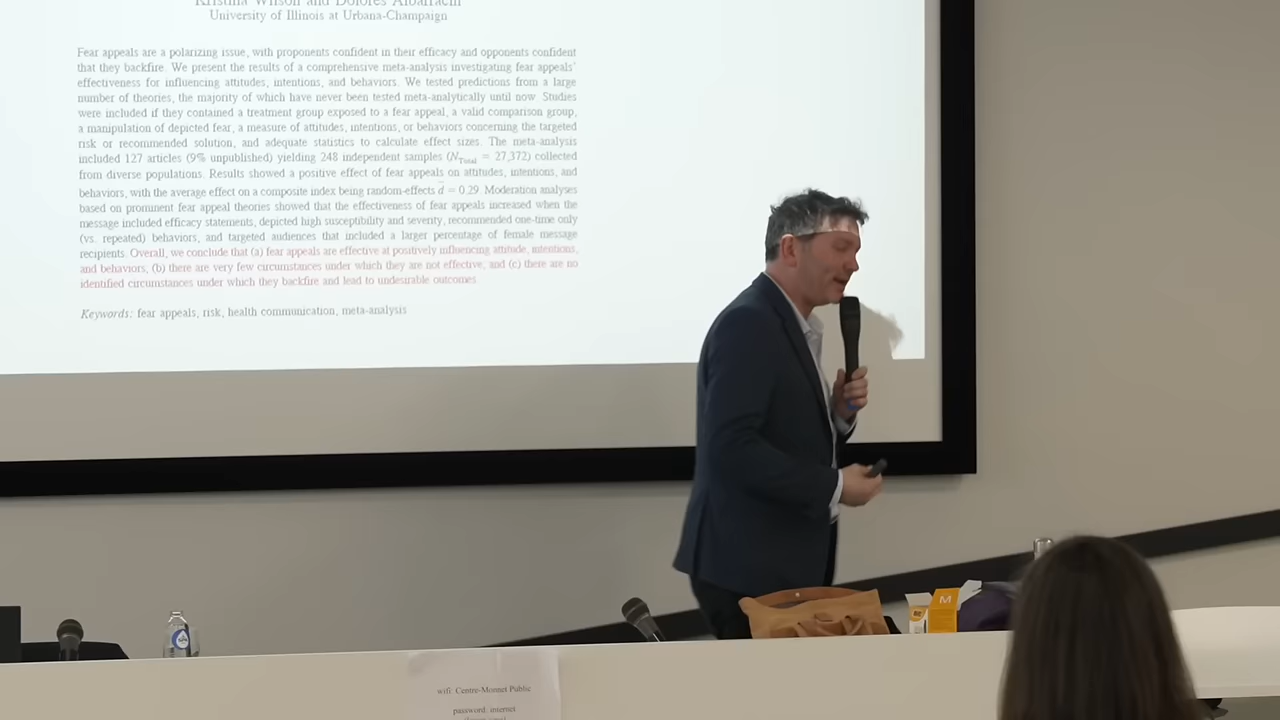 Kristina Wilson and Dolores Albarracín
University of Illinois at Urbana-Champaign
Fear appeals are a polarizing issue, with proponents confident in their efficacy and opponents confident
that they backfire. We present the results of a comprehensive meta-analysis investigating fear appeals'
effectiveness for influencing attitudes, intentions, and behaviors. We tested predictions from a large
number of theories, the majority of which have never been tested meta-analytically until now. Studies
were included if they contained a treatment group exposed to a fear appeal, a valid comparison group,
a manipulation of depicted fear, a measure of attitudes, intentions, or behaviors concerning the targeted
risk or recommended solution, and adequate statistics to calculate effect sizes. The meta-analysis
included 127 articles (9% unpublished) yielding 248 independent samples (N_Total = 27,372) collected
from diverse populations. Results showed a positive effect of fear appeals on attitudes, intentions, and
behaviors, with the average effect on a composite index being random-effects d̄ = 0.29. Moderation analyses
based on prominent fear appeal theories showed that the effectiveness of fear appeals increased when the
message included efficacy statements, depicted high susceptibility and severity, recommended one-time only
(vs. repeated) behaviors, and targeted audiences that included a larger percentage of female message
recipients. Overall, we conclude that (a) fear appeals are effective at positively influencing attitude, intentions,
and behaviors, (b) there are very few circumstances under which they are not effective, and (c) there are no
identified circumstances under which they backfire and lead to undesirable outcomes.
Keywords: fear appeals, risk, health communication, meta-analysis
M
wifi: Centre-Monnet Public
password: internet